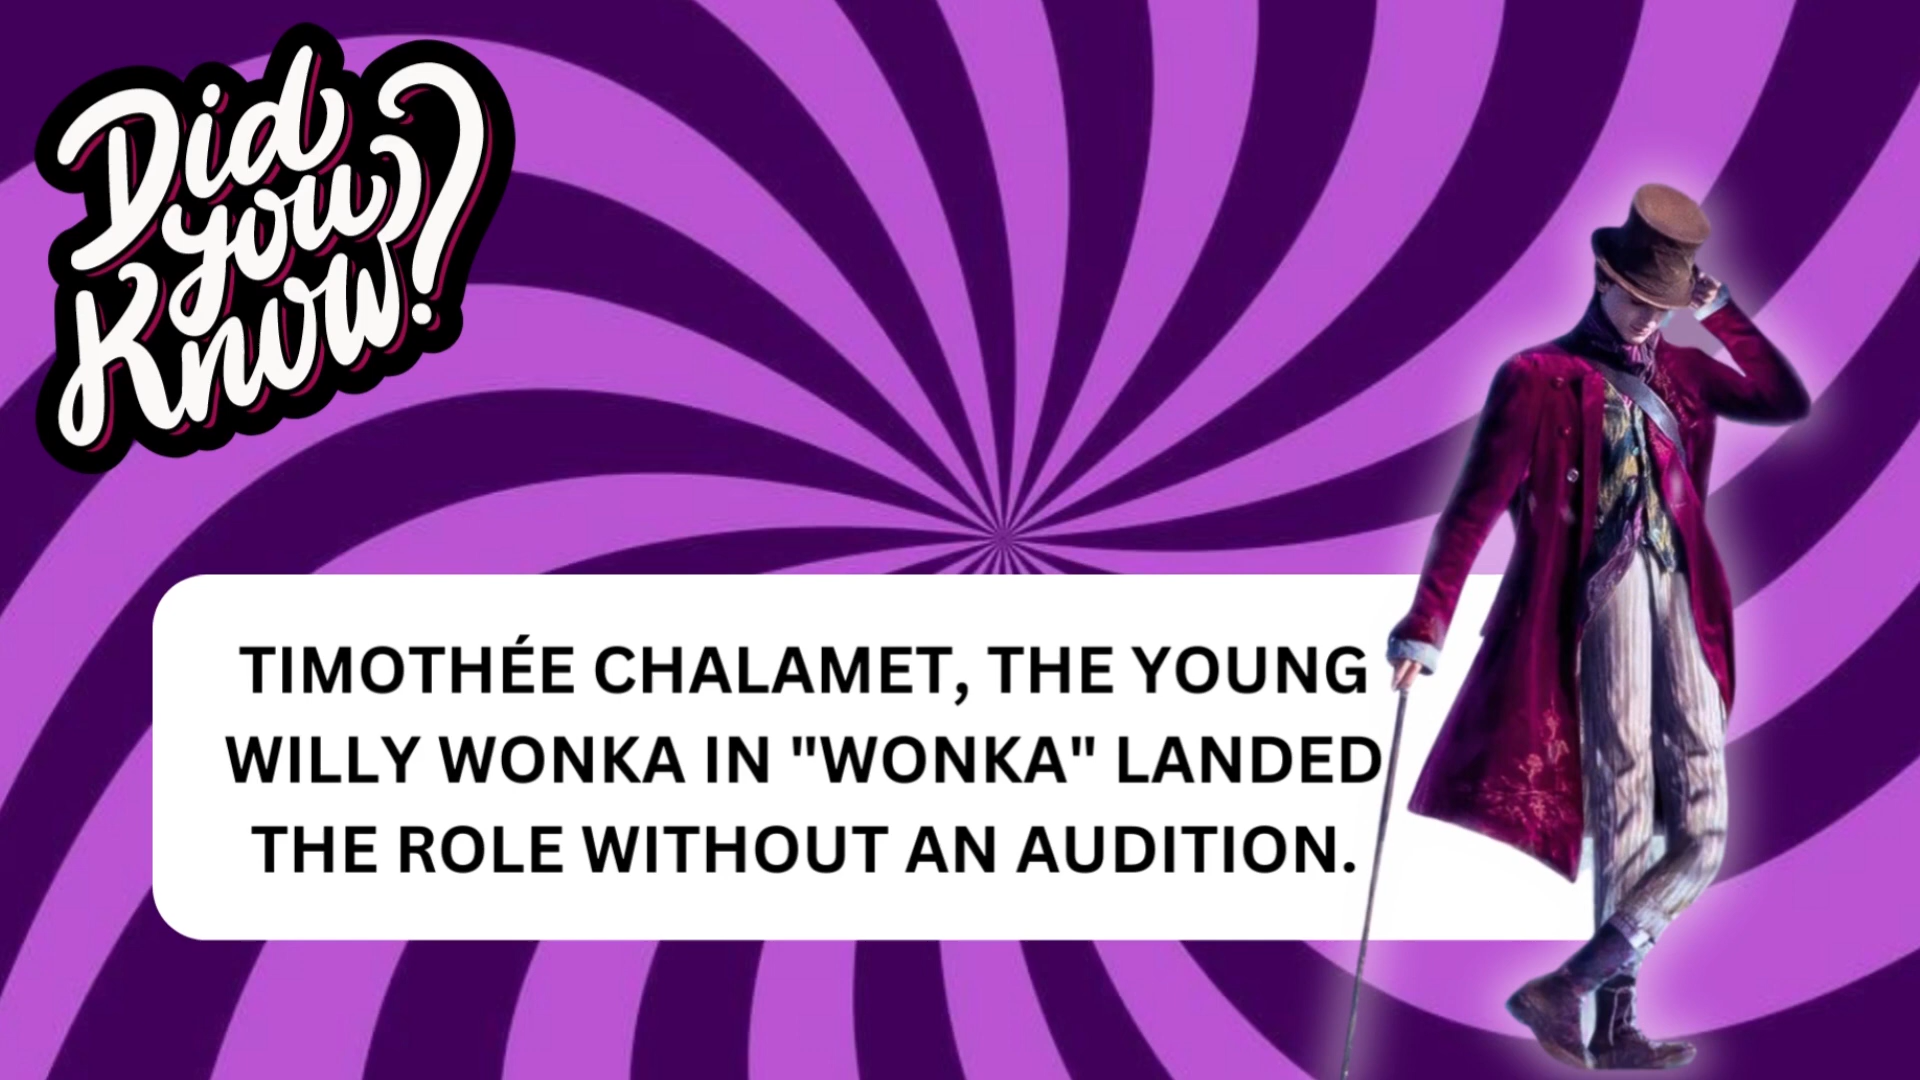 Did
you
Know?
TIMOTHÉE CHALAMET, THE YOUNG
WILLY WONKA IN "WONKA" LANDED
THE ROLE WITHOUT AN AUDITION.